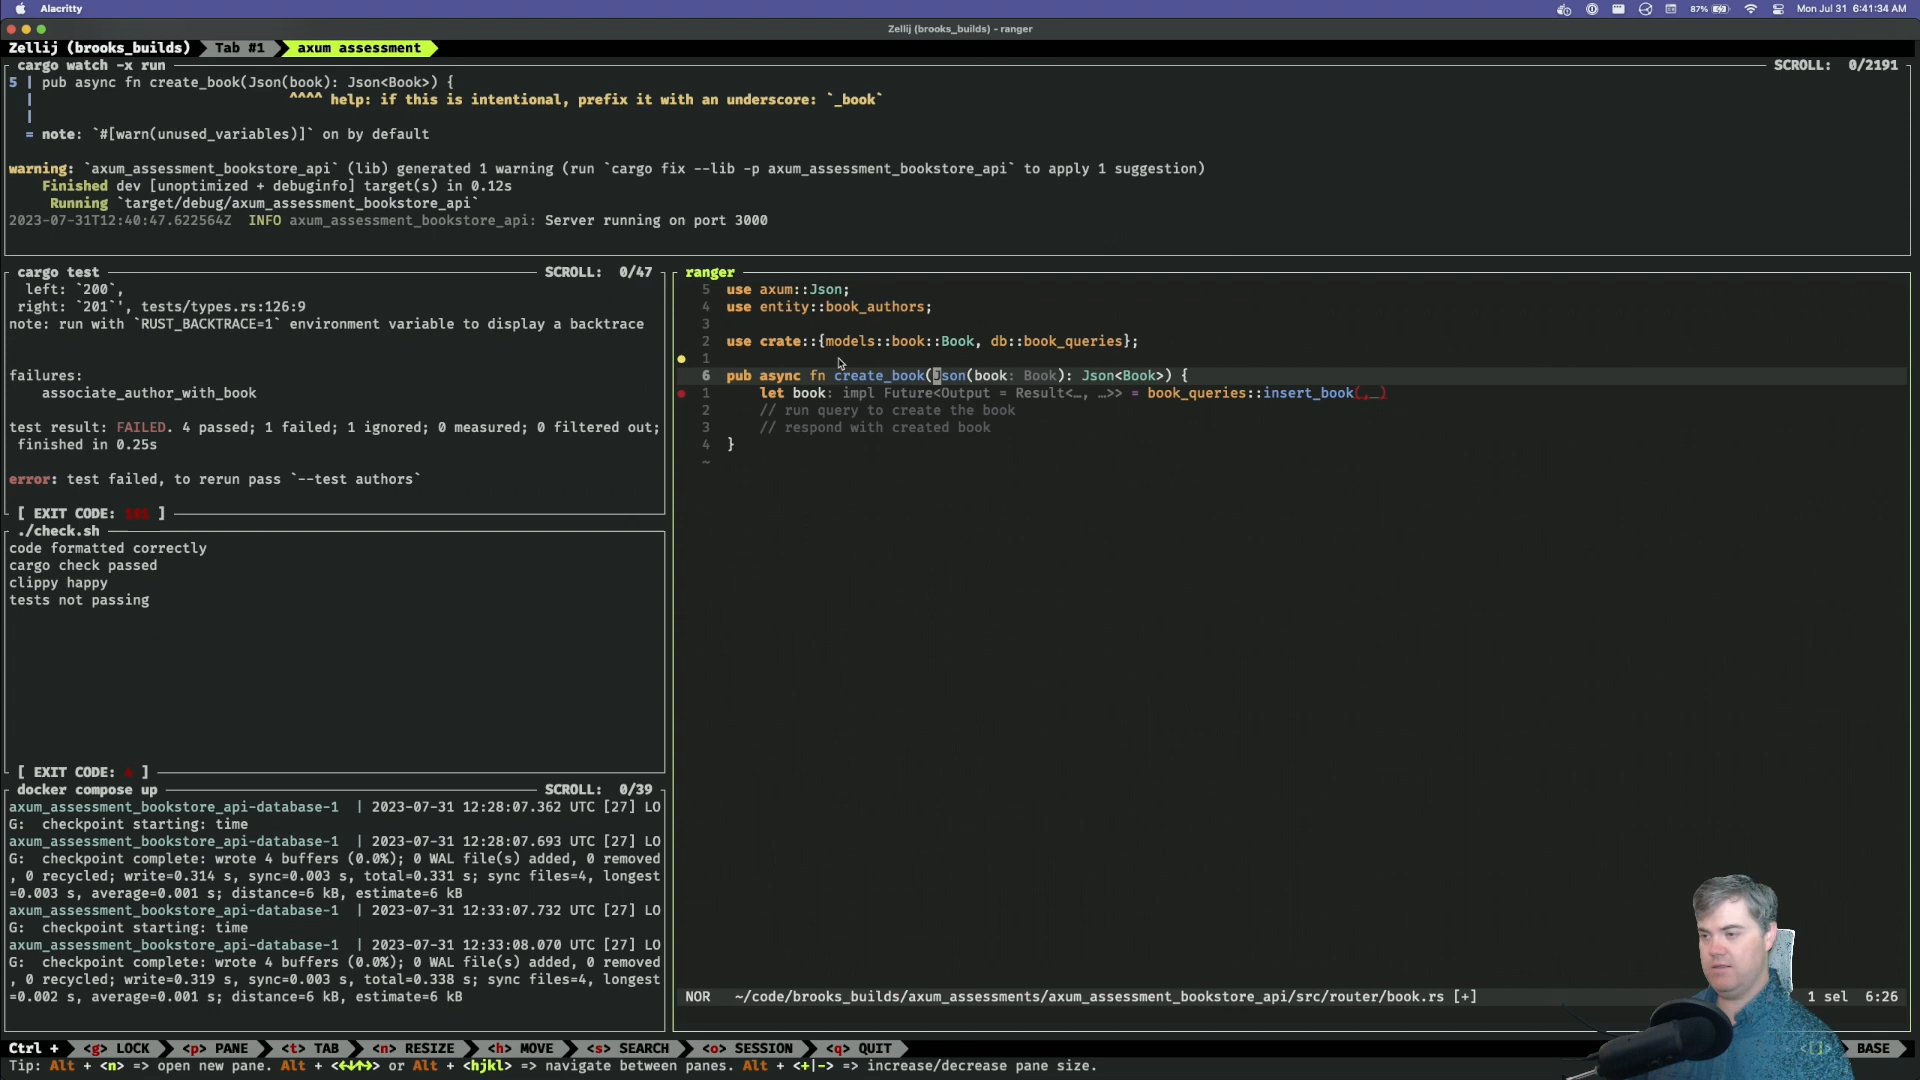 Alacritty
87%
Mon Jul 31 6:41:34 AM
Zellij (brooks_builds) - ranger
Zellij (brooks_builds) Tab #1 axum assessment
cargo watch -x run SCROLL: 0/2191
5 | pub async fn create_book(Json(book): Json<Book>) {
| ^^^^ help: if this is intentional, prefix it with an underscore: `_book`
|
= note: `#[warn(unused_variables)]` on by default
warning: `axum_assessment_bookstore_api` (lib) generated 1 warning (run `cargo fix --lib -p axum_assessment_bookstore_api` to apply 1 suggestion)
Finished dev [unoptimized + debuginfo] target(s) in 0.12s
Running `target/debug/axum_assessment_bookstore_api`
2023-07-31T12:40:47.622564Z INFO axum_assessment_bookstore_api: Server running on port 3000
cargo test SCROLL: 0/47
left: `200`,
right: `201`', tests/types.rs:126:9
note: run with `RUST_BACKTRACE=1` environment variable to display a backtrace
failures:
associate_author_with_book
test result: FAILED. 4 passed; 1 failed; 1 ignored; 0 measured; 0 filtered out;
finished in 0.25s
error: test failed, to rerun pass `--test authors`
[ EXIT CODE: 101 ]
./check.sh
code formatted correctly
cargo check passed
clippy happy
tests not passing
[ EXIT CODE: ]
docker compose up SCROLL: 0/39
axum_assessment_bookstore_api-database-1 | 2023-07-31 12:28:07.362 UTC [27] LO
G: checkpoint starting: time
axum_assessment_bookstore_api-database-1 | 2023-07-31 12:28:07.693 UTC [27] LO
G: checkpoint complete: wrote 4 buffers (0.0%); 0 WAL file(s) added, 0 removed
, 0 recycled; write=0.314 s, sync=0.003 s, total=0.331 s; sync files=4, longest
=0.003 s, average=0.001 s; distance=6 kB, estimate=6 kB
axum_assessment_bookstore_api-database-1 | 2023-07-31 12:33:07.732 UTC [27] LO
G: checkpoint starting: time
axum_assessment_bookstore_api-database-1 | 2023-07-31 12:33:08.070 UTC [27] LO
G: checkpoint complete: wrote 4 buffers (0.0%); 0 WAL file(s) added, 0 removed
, 0 recycled; write=0.319 s, sync=0.003 s, total=0.338 s; sync files=4, longest
=0.002 s, average=0.001 s; distance=6 kB, estimate=6 kB
ranger
5 use axum::Json;
4 use entity::book_authors;
3
2 use crate::{models::book::Book, db::book_queries};
1
6 pub async fn create_book(Json(book: Book): Json<Book>) {
1 let book: impl Future<Output = Result<…, …>> = book_queries::insert_book(,_)
2 // run query to create the book
3 // respond with created book
4 }
~
NOR ~/code/brooks_builds/axum_assessments/axum_assessment_bookstore_api/src/router/book.rs [+] 1 sel 6:26
Ctrl + <g> LOCK <p> PANE <t> TAB <n> RESIZE <h> MOVE <s> SEARCH <o> SESSION <q> QUIT <[]> BASE
Tip: Alt + <n> => open new pane. Alt + <←↓↑→> or Alt + <hjkl> => navigate between panes. Alt + <+|-> => increase/decrease pane size.